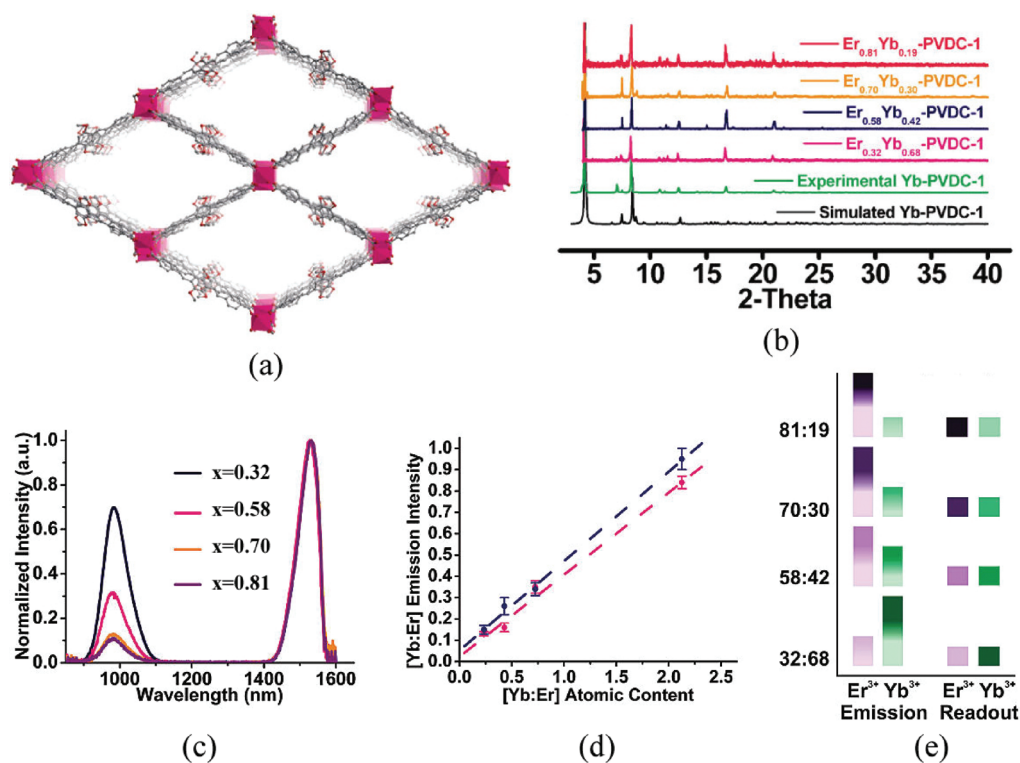 (a)
Er0.81Yb0.19-PVDC-1
Er0.70Yb0.30-PVDC-1
Er0.58Yb0.42-PVDC-1
Er0.32Yb0.68-PVDC-1
Experimental Yb-PVDC-1
Simulated Yb-PVDC-1
5 10 15 20 25 30 35 40
2-Theta
(b)
Normalized Intensity (a.u.)
1.0
0.8
0.6
0.4
0.2
0.0
x=0.32
x=0.58
x=0.70
x=0.81
1000 1200 1400 1600
Wavelength (nm)
(c)
[Yb:Er] Emission Intensity
1.0
0.9
0.8
0.7
0.6
0.5
0.4
0.3
0.2
0.1
0.0
0.0 0.5 1.0 1.5 2.0 2.5
[Yb:Er] Atomic Content
(d)
81:19
70:30
58:42
32:68
Er3+ Yb3+ Er3+ Yb3+
Emission Readout
(e)